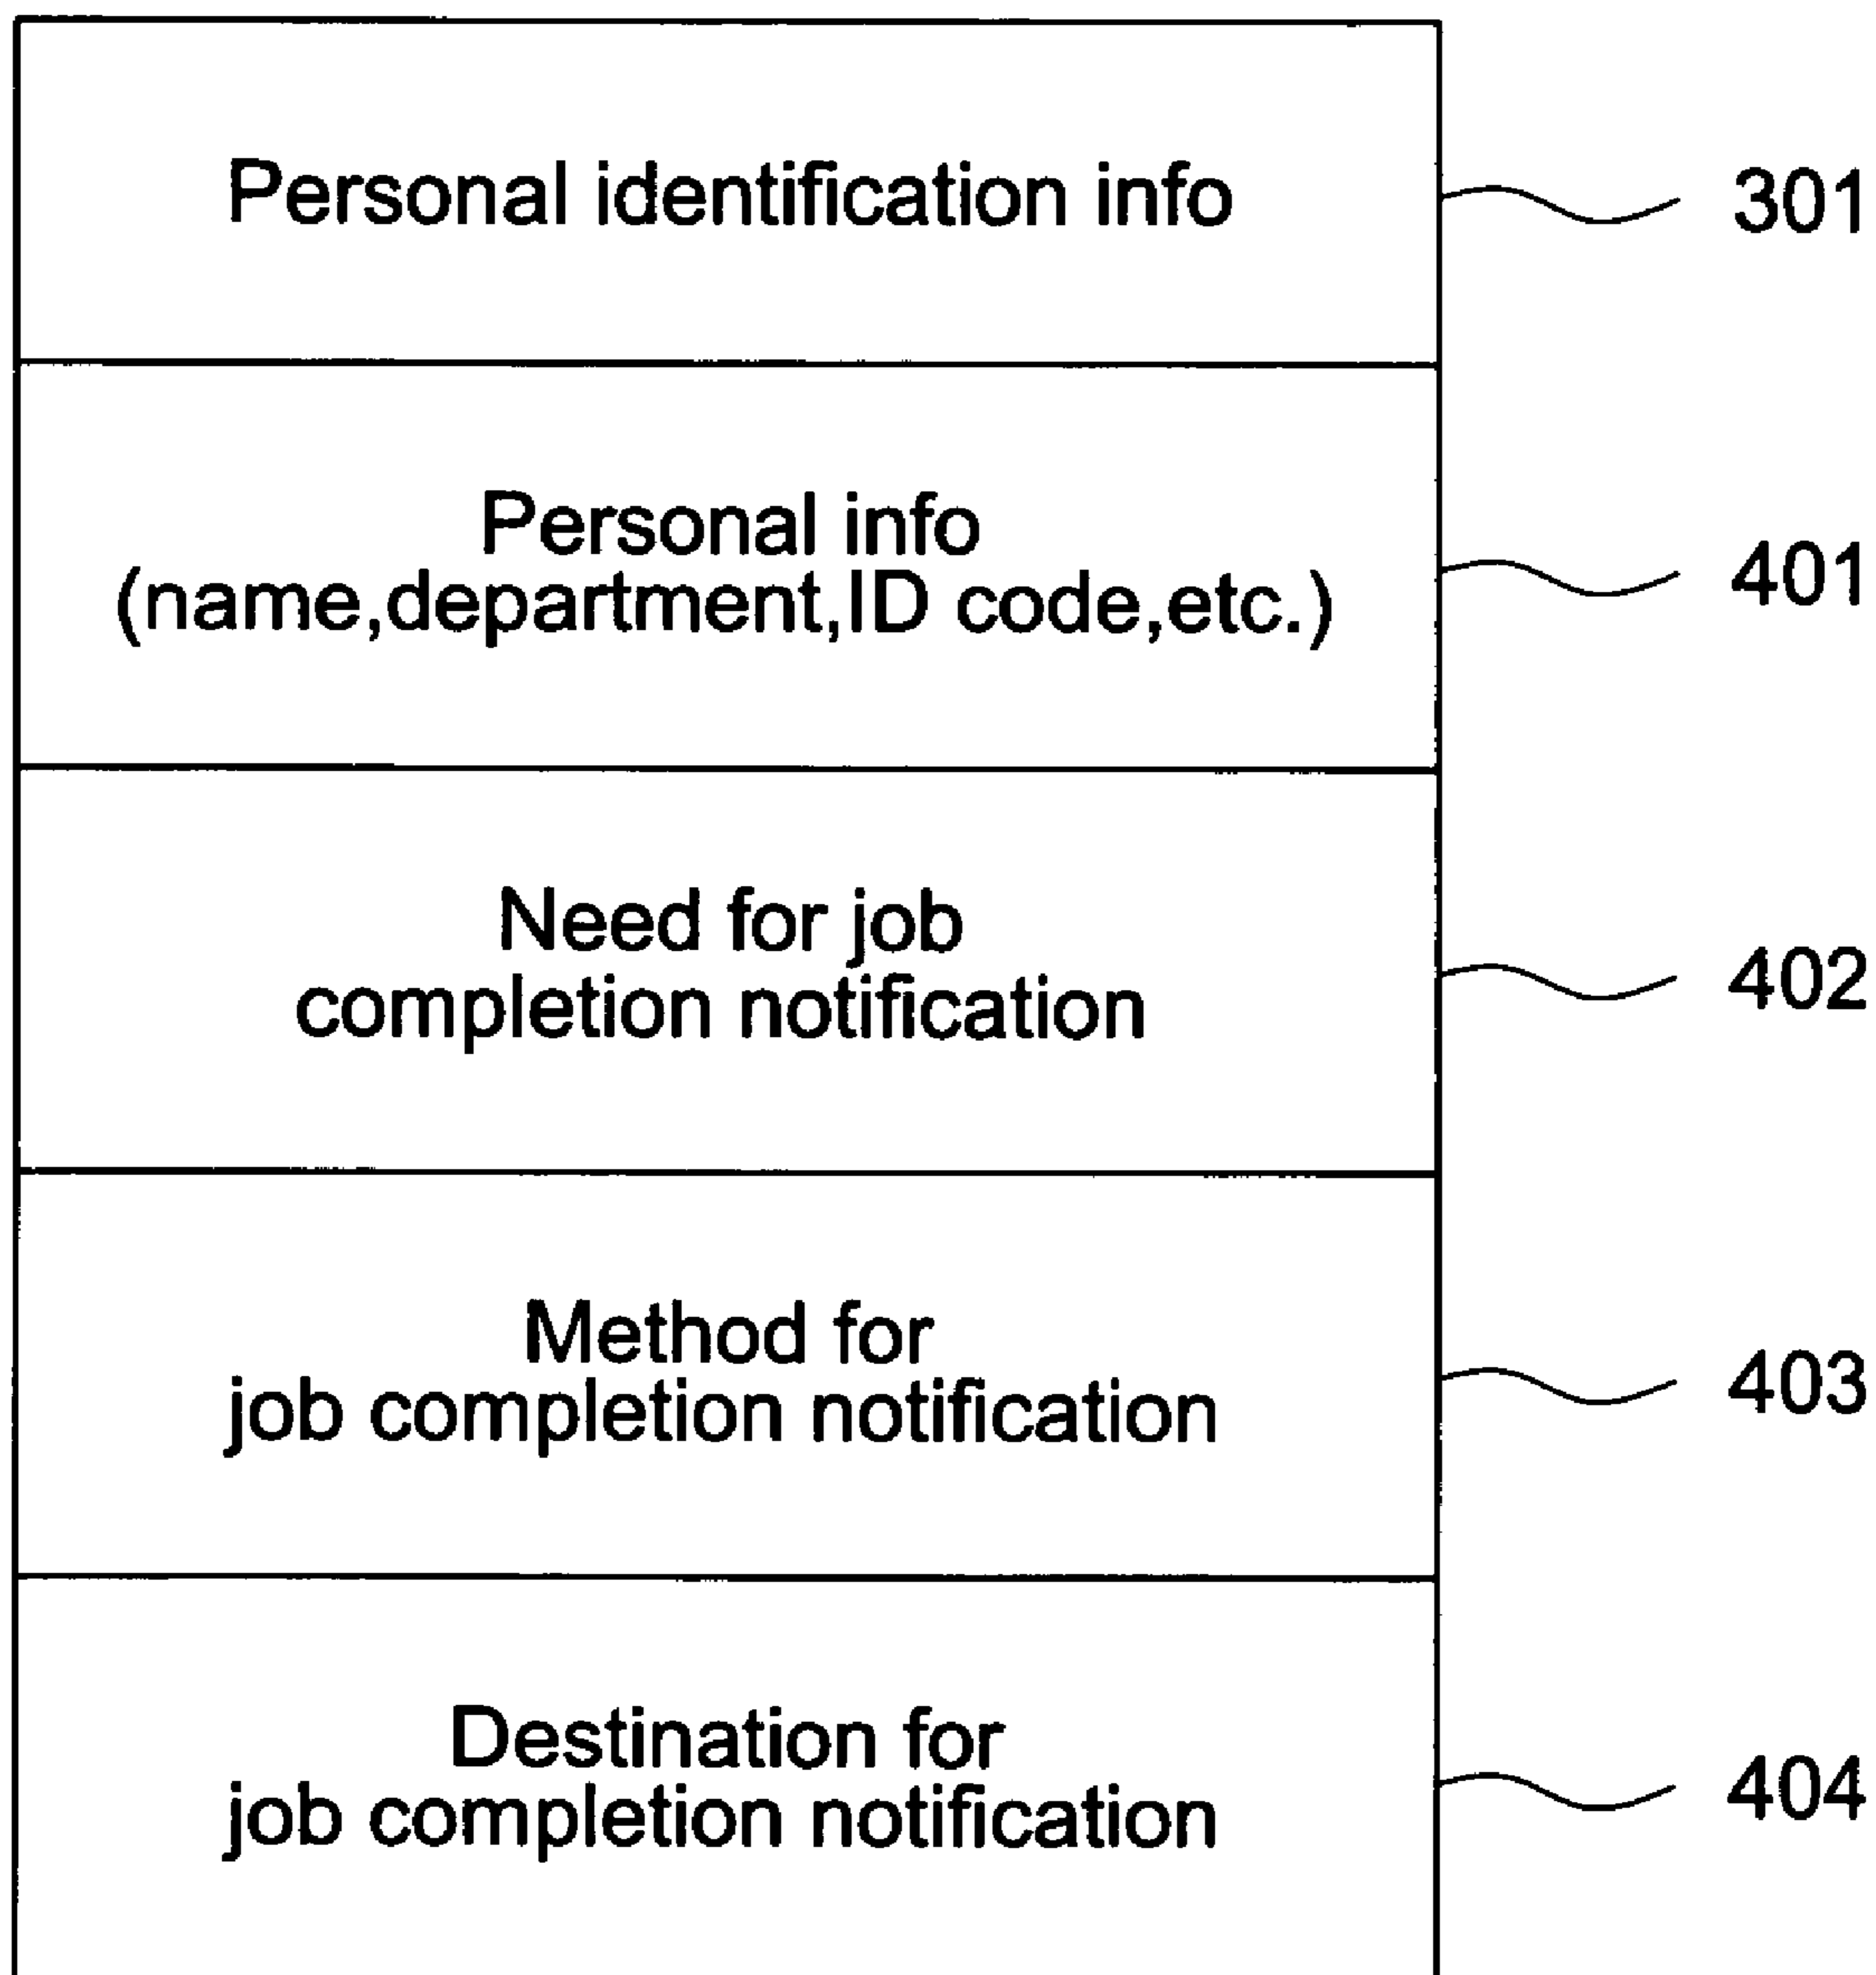 Personal identification info
301
Personal info
(name,department,ID code,etc.)
401
Need for job
completion notification
402
Method for
job completion notification
403
Destination for
job completion notification
404